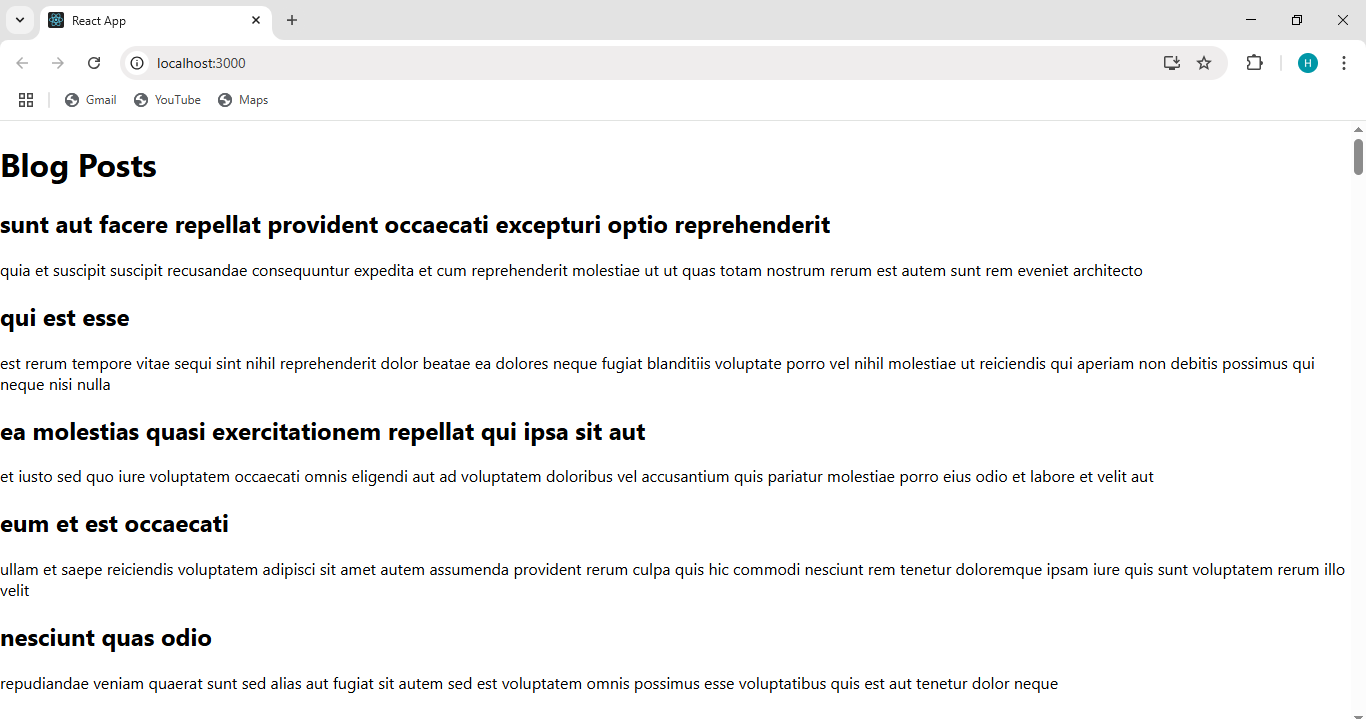 React App
localhost:3000
H
Gmail
YouTube
Maps
Blog Posts
sunt aut facere repellat provident occaecati excepturi optio reprehenderit
quia et suscipit suscipit recusandae consequuntur expedita et cum reprehenderit molestiae ut ut quas totam nostrum rerum est autem sunt rem eveniet architecto
qui est esse
est rerum tempore vitae sequi sint nihil reprehenderit dolor beatae ea dolores neque fugiat blanditiis voluptate porro vel nihil molestiae ut reiciendis qui aperiam non debitis possimus qui
neque nisi nulla
ea molestias quasi exercitationem repellat qui ipsa sit aut
et iusto sed quo iure voluptatem occaecati omnis eligendi aut ad voluptatem doloribus vel accusantium quis pariatur molestiae porro eius odio et labore et velit aut
eum et est occaecati
ullam et saepe reiciendis voluptatem adipisci sit amet autem assumenda provident rerum culpa quis hic commodi nesciunt rem tenetur doloremque ipsam iure quis sunt voluptatem rerum illo
velit
nesciunt quas odio
repudiandae veniam quaerat sunt sed alias aut fugiat sit autem sed est voluptatem omnis possimus esse voluptatibus quis est aut tenetur dolor neque